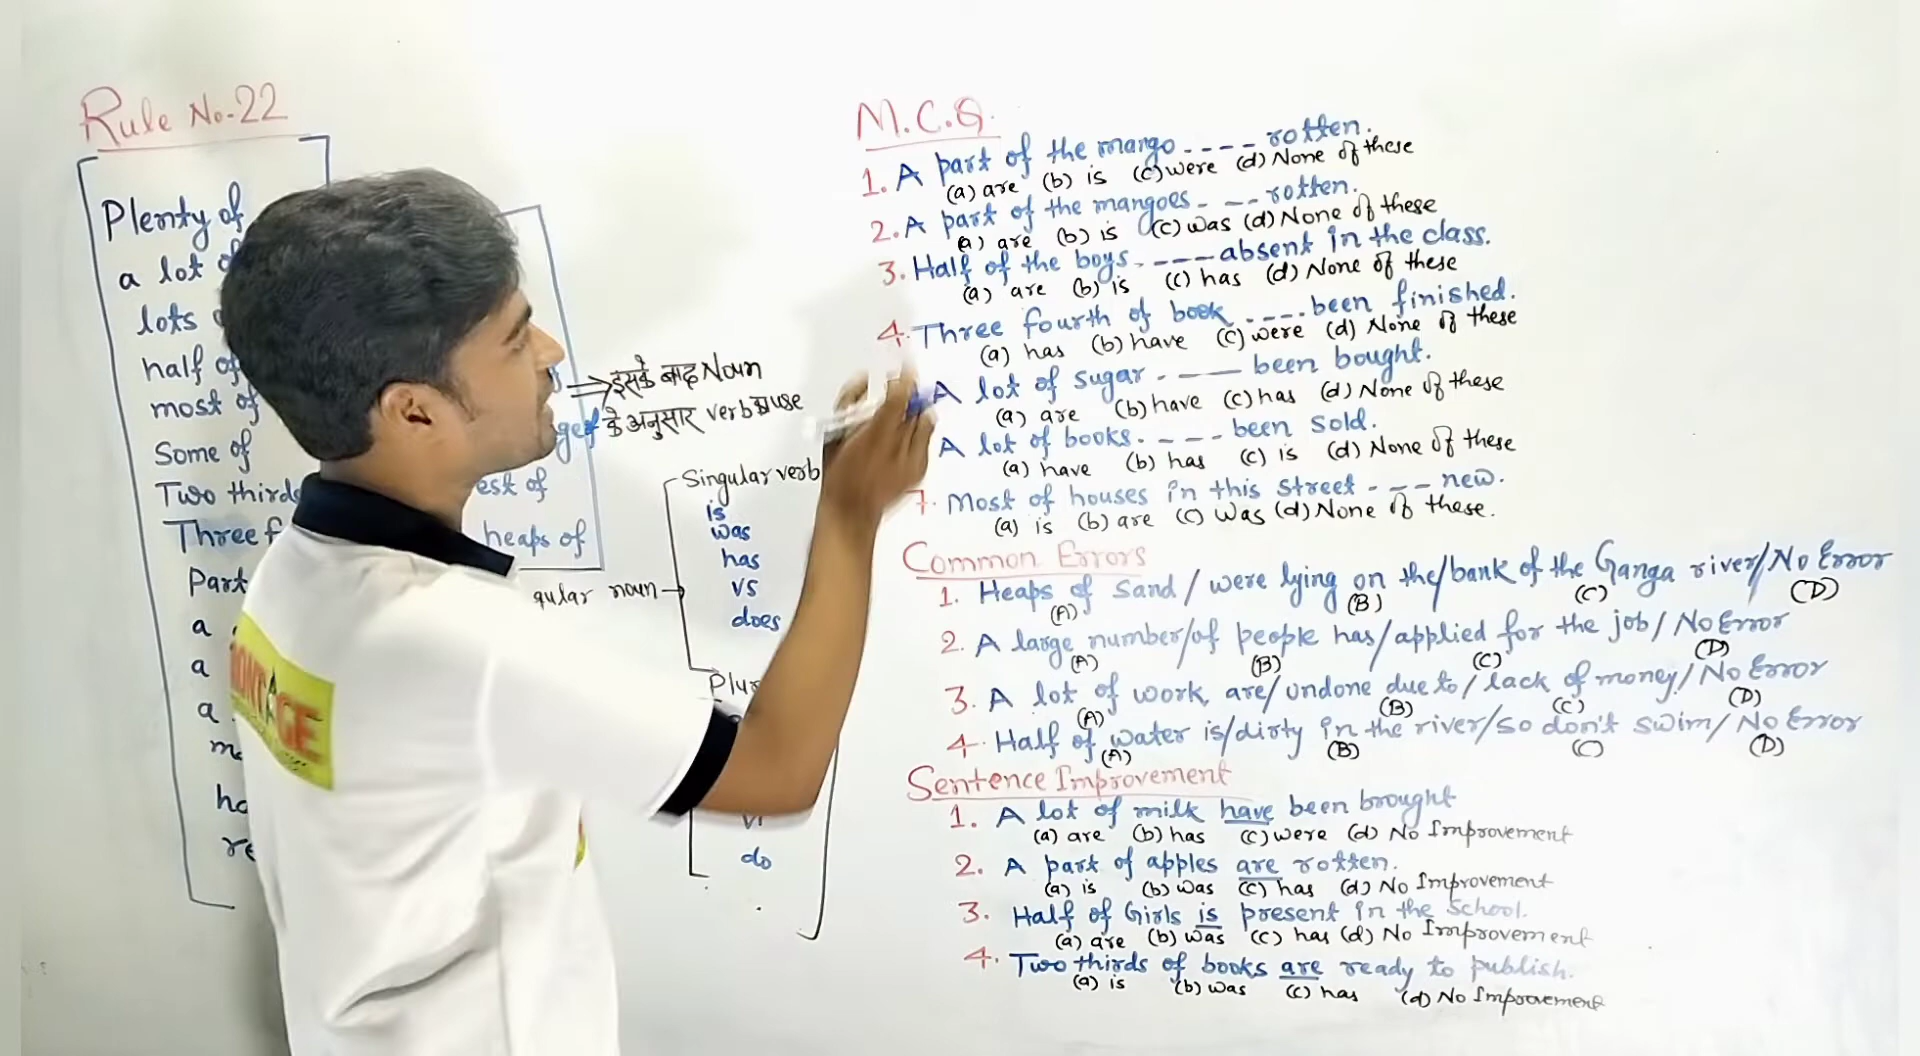 Rule No.-22
Plenty of
a lot of
lots
half of
most of
Some of
Two thirds
Three f
Part
a
a
a
est of
heaps of
इसके बाद Noun
के अनुसार verb का use
gular noun
Singular verb
is
was
has
V5
does
Plur
do
MONTAGE
M.C.Q.
1. A part of the mango ---- rotten.
(a) are (b) is (c) were (d) None of these
2. A part of the mangoes - -- rotten.
(a) are (b) is (c) was (d) None of these
3. Half of the boys ---- absent in the class.
(a) are (b) is (c) has (d) None of these
4. Three fourth of book ---- been finished.
(a) has (b) have (c) were (d) None of these
A lot of sugar ---- been bought.
(a) are (b) have (c) has (d) None of these
A lot of books ---- been sold.
(a) have (b) has (c) is (d) None of these
7. Most of houses in this street --- new.
(a) is (b) are (c) was (d) None of these.
Common Errors
1. Heaps of Sand / were lying on the/bank of the Ganga river/No Error
(A) (B) (C) (D)
2. A large number/of people has/applied for the job/ No Error
(A) (B) (C) (D)
3. A lot of work, are/undone due to/lack of money/No Error
(A) (B) (C) (D)
4. Half of water is/dirty in the river/so don't swim/No Error
(A) (B) (C) (D)
Sentence Improvement
1. A lot of milk have been brought
(a) are (b) has (c) were (d) No Improvement
2. A part of apples are rotten.
(a) is (b) was (c) has (d) No Improvement
3. Half of Girls is present in the school.
(a) are (b) was (c) has (d) No Improvement
4. Two thirds of books are ready to publish.
(a) is (b) was (c) has (d) No Improvement